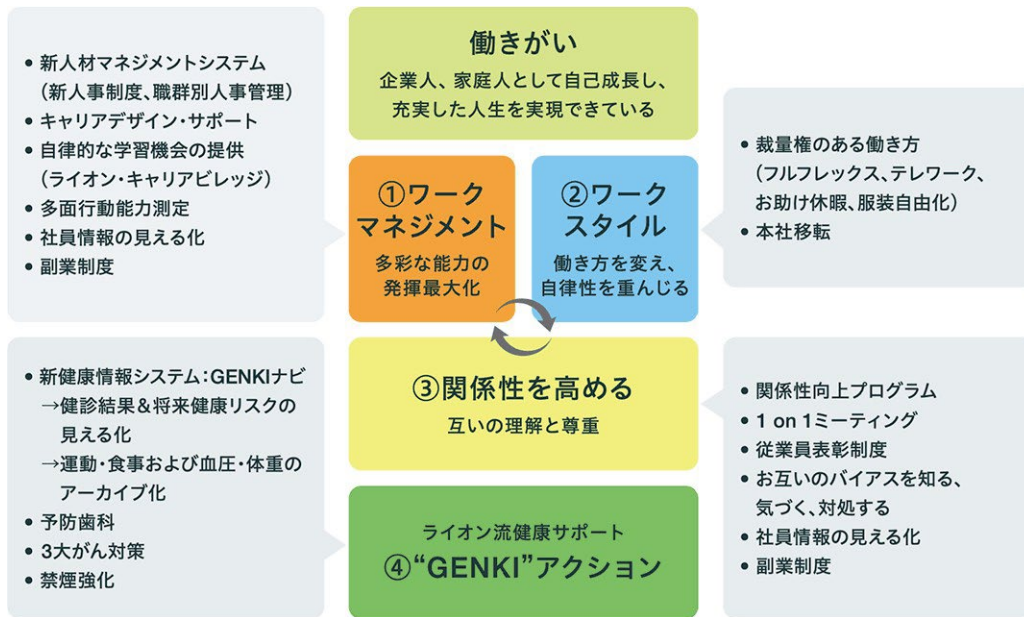 働きがい
企業人、家庭人として自己成長し、
充実した人生を実現できている
①ワーク
マネジメント
多彩な能力の
発揮最大化
②ワーク
スタイル
働き方を変え、
自律性を重んじる
③関係性を高める
互いの理解と尊重
ライオン流健康サポート
④“GENKI”アクション
• 新人材マネジメントシステム
（新人事制度、職群別人事管理）
• キャリアデザイン・サポート
• 自律的な学習機会の提供
（ライオン・キャリアビレッジ）
• 多面行動能力測定
• 社員情報の見える化
• 副業制度
• 裁量権のある働き方
（フルフレックス、テレワーク、
お助け休暇、服装自由化）
• 本社移転
• 新健康情報システム：GENKIナビ
→健診結果＆将来健康リスクの
見える化
→運動・食事および血圧・体重の
アーカイブ化
• 予防歯科
• 3大がん対策
• 禁煙強化
• 関係性向上プログラム
• 1 on 1ミーティング
• 従業員表彰制度
• お互いのバイアスを知る、
気づく、対処する
• 社員情報の見える化
• 副業制度